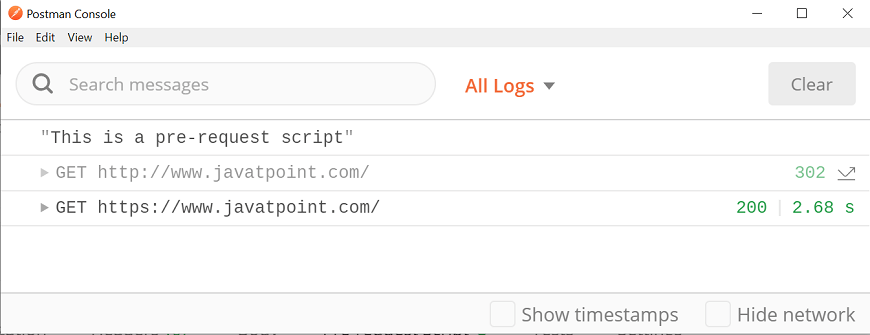 Postman Console
File Edit View Help
Search messages All Logs Clear
"This is a pre-request script"
GET http://www.javatpoint.com/ 302
GET https://www.javatpoint.com/ 200 | 2.68 s
Show timestamps Hide network